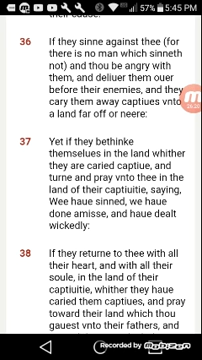 57% 5:45 PM
their cause.
36 If they sinne against thee (for
there is no man which sinneth
not) and thou be angry with
them, and deliuer them ouer
before their enemies, and they
cary them away captiues vnto
a land far off or neere:
37 Yet if they bethinke
themselues in the land whither
they are caried captiue, and
turne and pray vnto thee in the
land of their captiuitie, saying,
Wee haue sinned, we haue
done amisse, and haue dealt
wickedly:
38 If they returne to thee with all
their heart, and with all their
soule, in the land of their
captiuitie, whither they haue
caried them captiues, and pray
toward their land which thou
gauest vnto their fathers, and
Recorded by